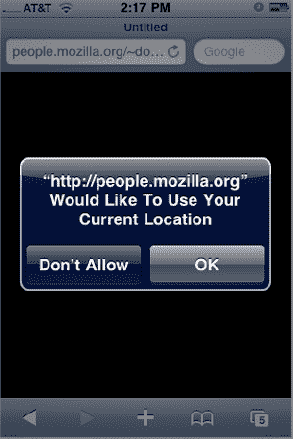 AT&T 2:17 PM
Untitled
people.mozilla.org/~do... Google
"http://people.mozilla.org"
Would Like To Use Your
Current Location
Don't Allow OK
5